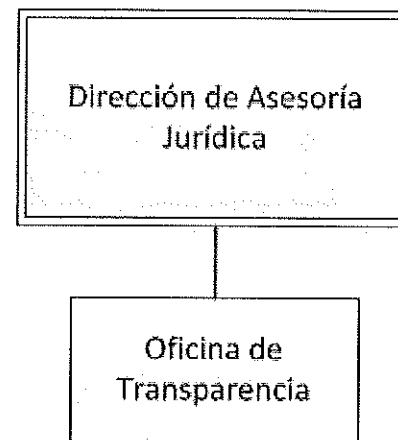 Dirección de Asesoría
Jurídica
Oficina de
Transparencia